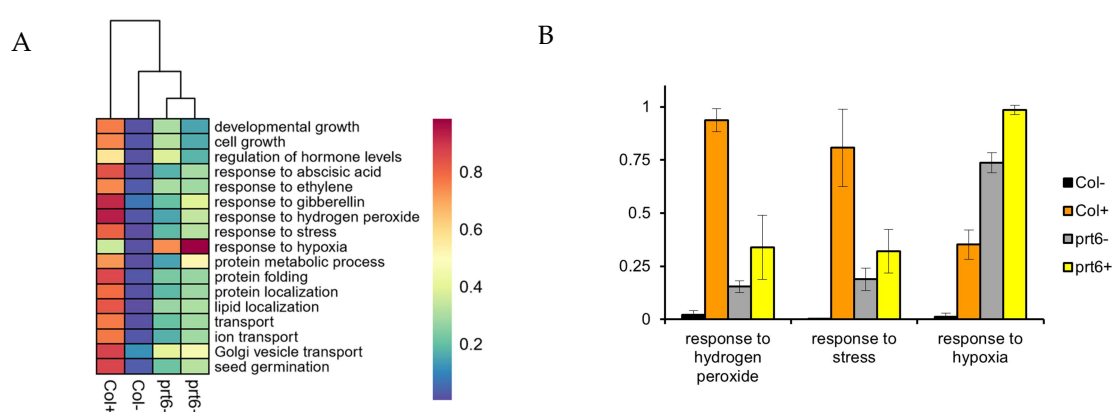 A
B
developmental growth
cell growth
regulation of hormone levels
response to abscisic acid
response to ethylene
response to gibberellin
response to hydrogen peroxide
response to stress
response to hypoxia
protein metabolic process
protein folding
protein localization
lipid localization
transport
ion transport
Golgi vesicle transport
seed germination
Col+
Col-
prt6-
prt6-
0.8
0.6
0.4
0.2
1
0.75
0.5
0.25
0
response to
hydrogen
peroxide
response to
stress
response to
hypoxia
Col-
Col+
prt6-
prt6+